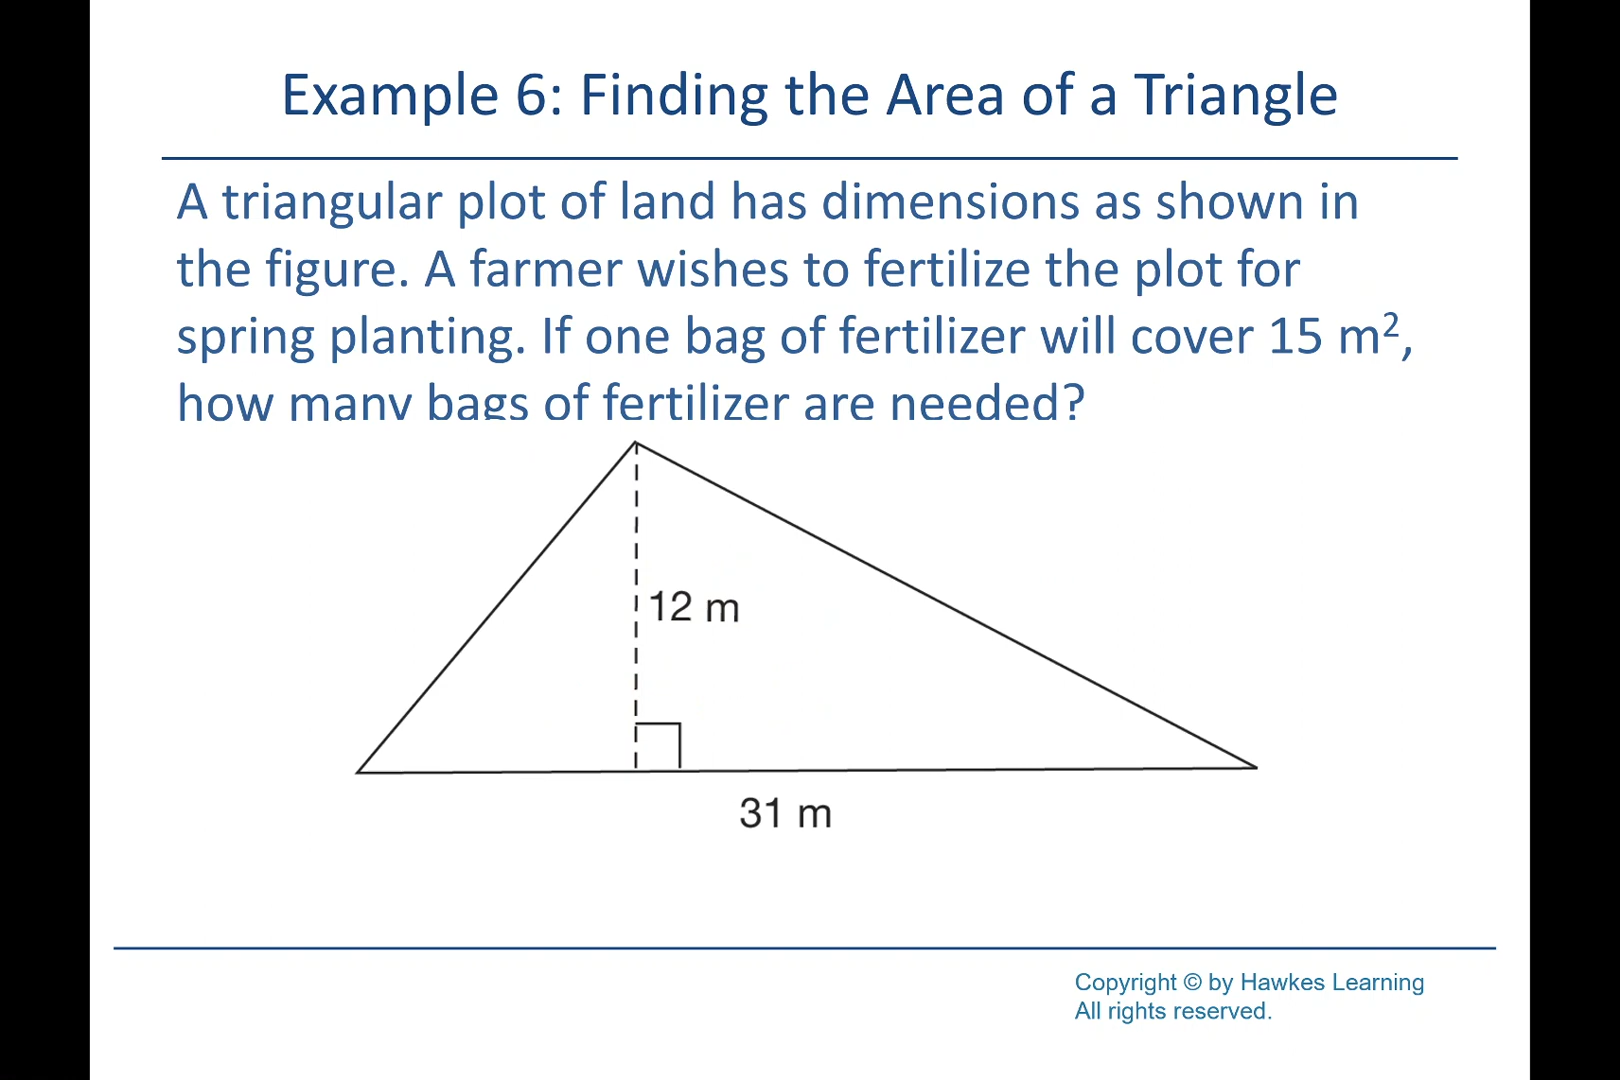 Example 6: Finding the Area of a Triangle
A triangular plot of land has dimensions as shown in
the figure. A farmer wishes to fertilize the plot for
spring planting. If one bag of fertilizer will cover 15 m²,
how many bags of fertilizer are needed?
12 m
31 m
Copyright © by Hawkes Learning
All rights reserved.